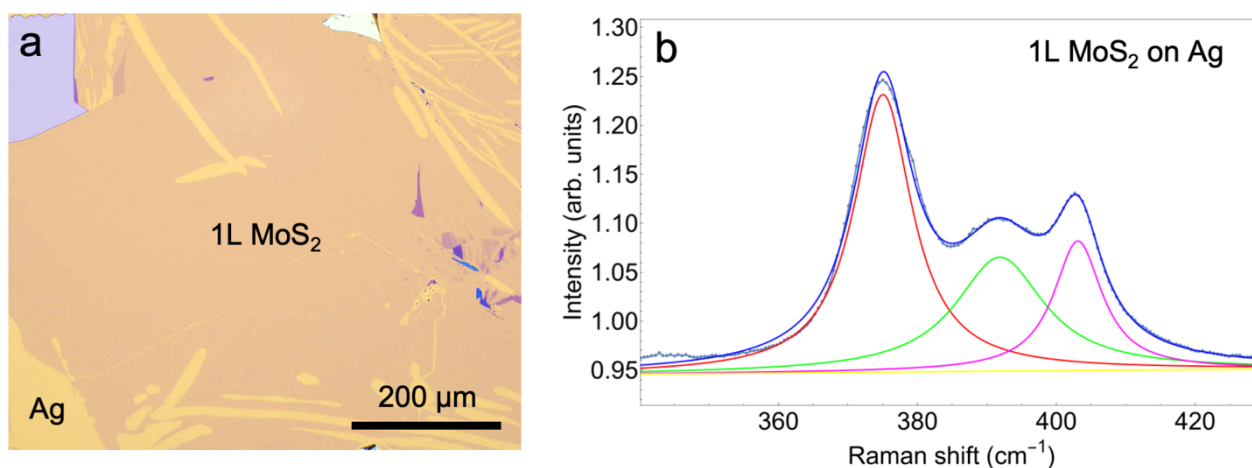 a
1L MoS₂
Ag
200 µm
b
1L MoS₂ on Ag
Intensity (arb. units)
1.30
1.25
1.20
1.15
1.10
1.05
1.00
0.95
360 380 400 420
Raman shift (cm⁻¹)